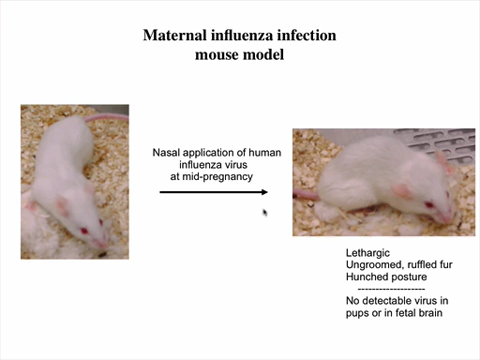 Maternal influenza infection
mouse model
Nasal application of human
influenza virus
at mid-pregnancy
Lethargic
Ungroomed, ruffled fur
Hunched posture
-------------------
No detectable virus in
pups or in fetal brain